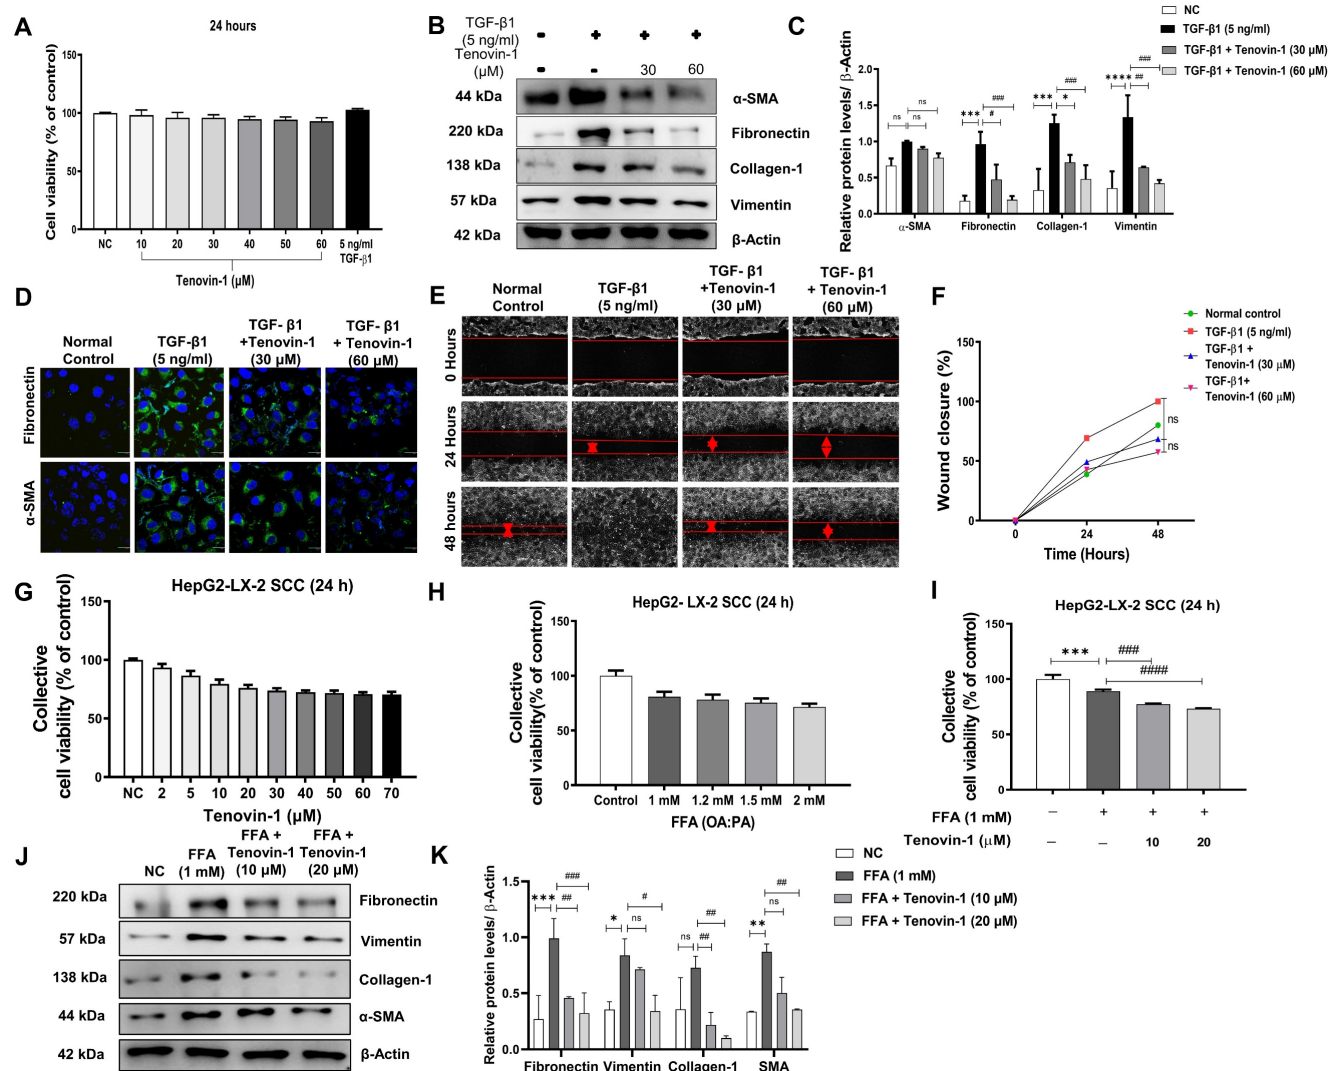 A
24 hours
Cell viability (% of control)
150
100
50
0
NC
10
20
30
40
50
60
5 ng/ml
TGF-β1
Tenovin-1 (μM)
B
TGF-β1
(5 ng/ml)
- + + +
Tenovin-1
(μM)
- - 30 60
44 kDa α-SMA
220 kDa Fibronectin
138 kDa Collagen-1
57 kDa Vimentin
42 kDa β-Actin
C
NC
TGF-β1 (5 ng/ml)
TGF-β1 + Tenovin-1 (30 μM)
TGF-β1 + Tenovin-1 (60 μM)
Relative protein levels/ β-Actin
2.0
1.5
1.0
0.5
0.0
ns
ns ns
###
*** #
###
*** *
###
**** ##
α-SMA Fibronectin Collagen-1 Vimentin
D
Normal
Control
TGF-β1
(5 ng/ml)
TGF- β1
+Tenovin-1
(30 μM)
TGF- β1
+ Tenovin-1
(60 μM)
Fibronectin
α-SMA
E
Normal
Control
TGF-β1
(5 ng/ml)
TGF- β1
+Tenovin-1
(30 μM)
TGF- β1
+ Tenovin-1
(60 μM)
0 Hours
24 Hours
48 hours
F
Normal control
TGF-β1 (5 ng/ml)
TGF-β1 +
Tenovin-1 (30 μM)
TGF-β1+
Tenovin-1 (60 μM)
Wound closure (%)
150
100
50
0
ns
ns
0 24 48
Time (Hours)
G
HepG2-LX-2 SCC (24 h)
Collective
cell viability (% of control)
150
100
50
0
NC 2 5 10 20 30 40 50 60 70
Tenovin-1 (μM)
H
HepG2- LX-2 SCC (24 h)
Collective
cell viability(% of control)
150
100
50
0
Control 1 mM 1.2 mM 1.5 mM 2 mM
FFA (OA:PA)
I
HepG2-LX-2 SCC (24 h)
Collective
cell viability (% of control)
150
100
50
0
*** ###
####
FFA (1 mM) – + + +
Tenovin-1 (μM) – – 10 20
J
NC
FFA
(1 mM)
FFA +
Tenovin-1
(10 μM)
FFA +
Tenovin-1
(20 μM)
220 kDa Fibronectin
57 kDa Vimentin
138 kDa Collagen-1
44 kDa α-SMA
42 kDa β-Actin
K
NC
FFA (1 mM)
FFA + Tenovin-1 (10 μM)
FFA + Tenovin-1 (20 μM)
Relative protein levels/ β-Actin
1.5
1.0
0.5
0.0
###
*** ##
#
* ns
##
ns ##
##
** ns
Fibronectin Vimentin Collagen-1 SMA